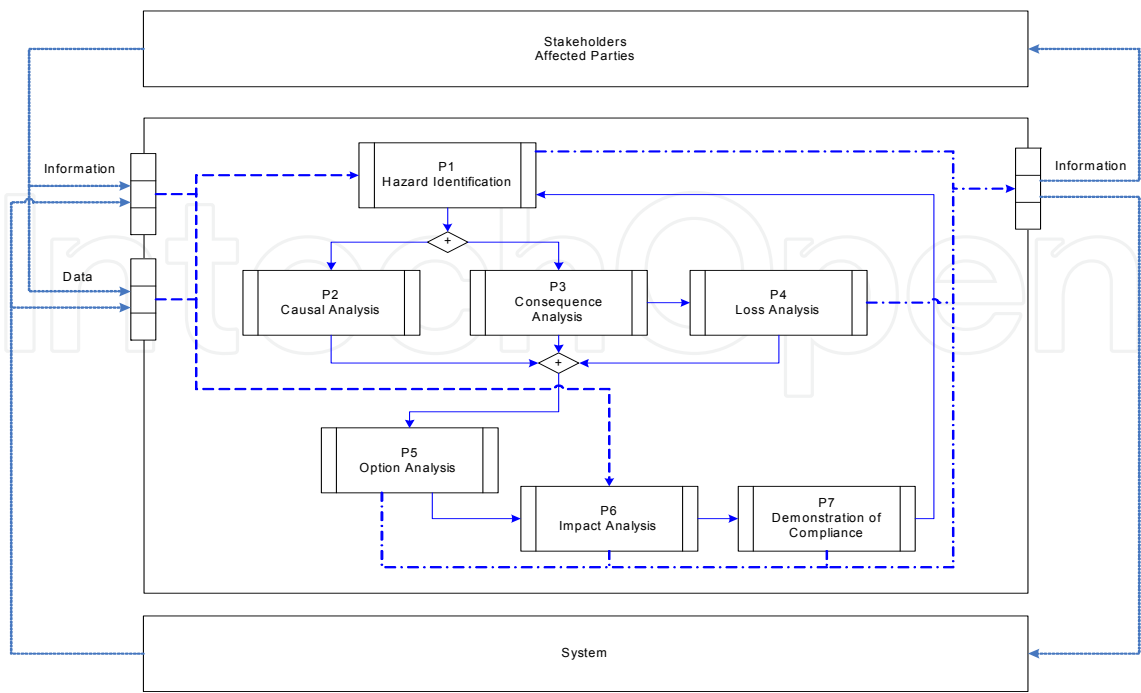 Stakeholders
Affected Parties
Information
P1
Hazard Identification
Information
+
Data
P2
Causal Analysis
P3
Consequence
Analysis
P4
Loss Analysis
+
P5
Option Analysis
P6
Impact Analysis
P7
Demonstration of
Compliance
System
IntechOpen